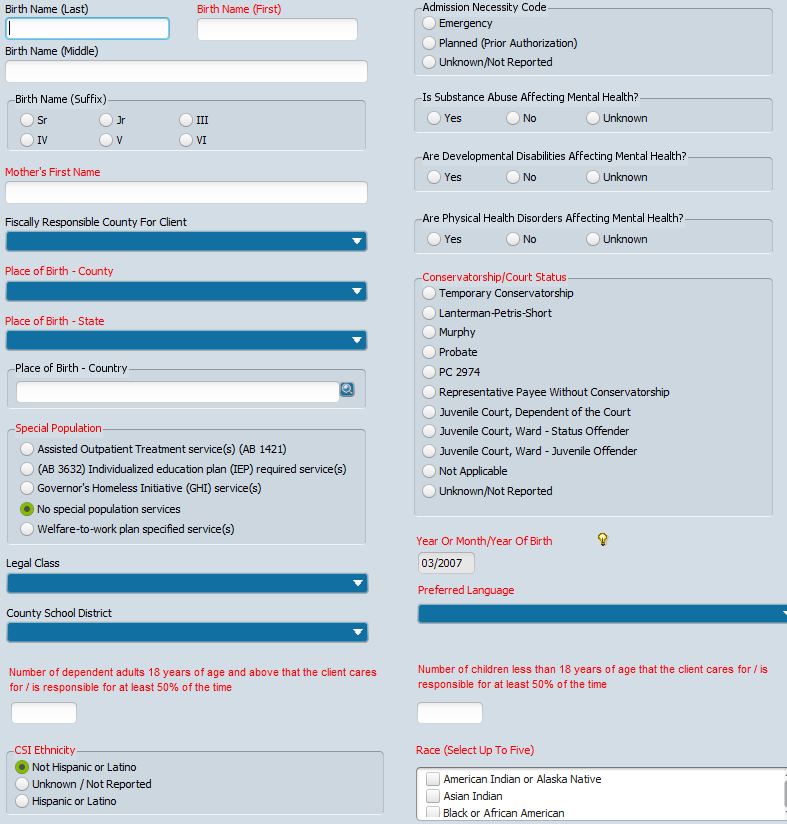 Birth Name (Last)
Birth Name (First)
Birth Name (Middle)
Birth Name (Suffix)
Sr
Jr
III
IV
V
VI
Mother's First Name
Fiscally Responsible County For Client
Place of Birth - County
Place of Birth - State
Place of Birth - Country
Special Population
Assisted Outpatient Treatment service(s) (AB 1421)
(AB 3632) Individualized education plan (IEP) required service(s)
Governor's Homeless Initiative (GHI) service(s)
No special population services
Welfare-to-work plan specified service(s)
Legal Class
County School District
Number of dependent adults 18 years of age and above that the client cares
for / is responsible for at least 50% of the time
CSI Ethnicity
Not Hispanic or Latino
Unknown / Not Reported
Hispanic or Latino
Admission Necessity Code
Emergency
Planned (Prior Authorization)
Unknown/Not Reported
Is Substance Abuse Affecting Mental Health?
Yes
No
Unknown
Are Developmental Disabilities Affecting Mental Health?
Yes
No
Unknown
Are Physical Health Disorders Affecting Mental Health?
Yes
No
Unknown
Conservatorship/Court Status
Temporary Conservatorship
Lanterman-Petris-Short
Murphy
Probate
PC 2974
Representative Payee Without Conservatorship
Juvenile Court, Dependent of the Court
Juvenile Court, Ward - Status Offender
Juvenile Court, Ward - Juvenile Offender
Not Applicable
Unknown/Not Reported
Year Or Month/Year Of Birth
03/2007
Preferred Language
Number of children less than 18 years of age that the client cares for / is
responsible for at least 50% of the time
Race (Select Up To Five)
American Indian or Alaska Native
Asian Indian
Black or African American